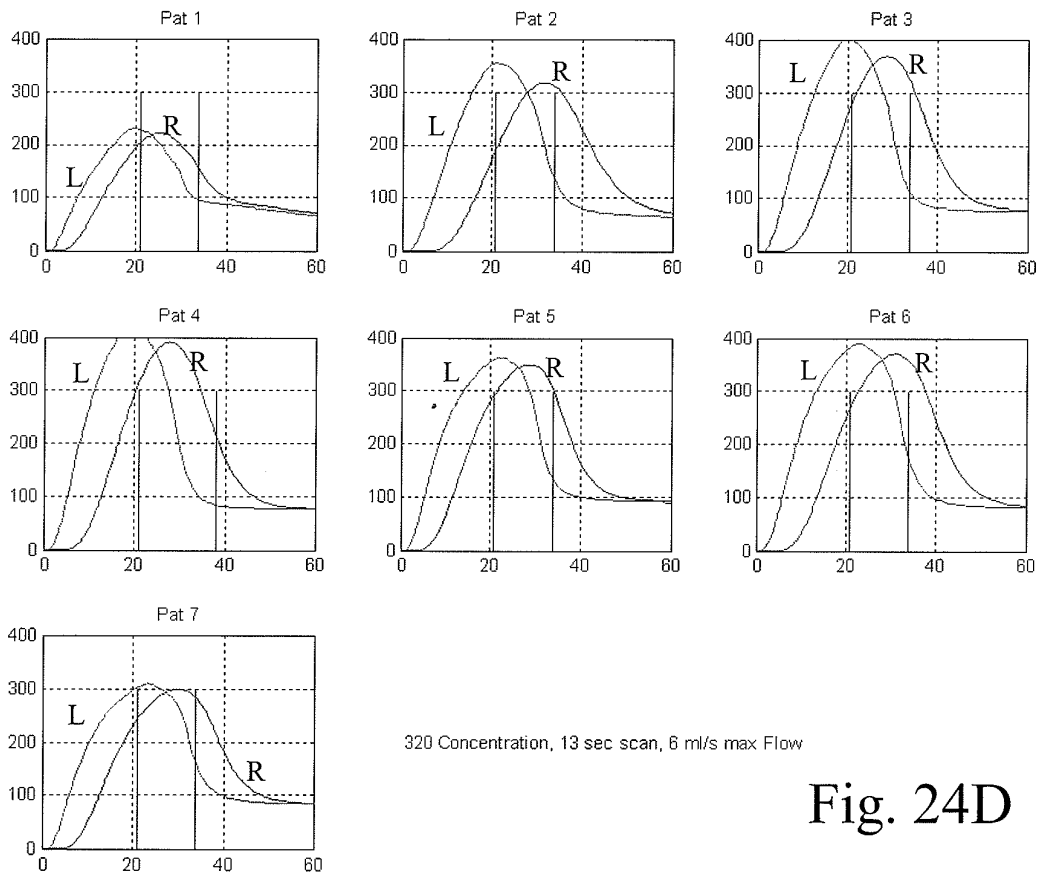 Pat 1
Pat 2
Pat 3
400
300
200
100
0
0 20 40 60
L R
400
300
200
100
0
0 20 40 60
L R
400
300
200
100
0
0 20 40 60
L R
Pat 4
Pat 5
Pat 6
400
300
200
100
0
0 20 40 60
L R
400
300
200
100
0
0 20 40 60
L R
400
300
200
100
0
0 20 40 60
L R
Pat 7
400
300
200
100
0
0 20 40 60
L R
320 Concentration, 13 sec scan, 6 ml/s max Flow
Fig. 24D